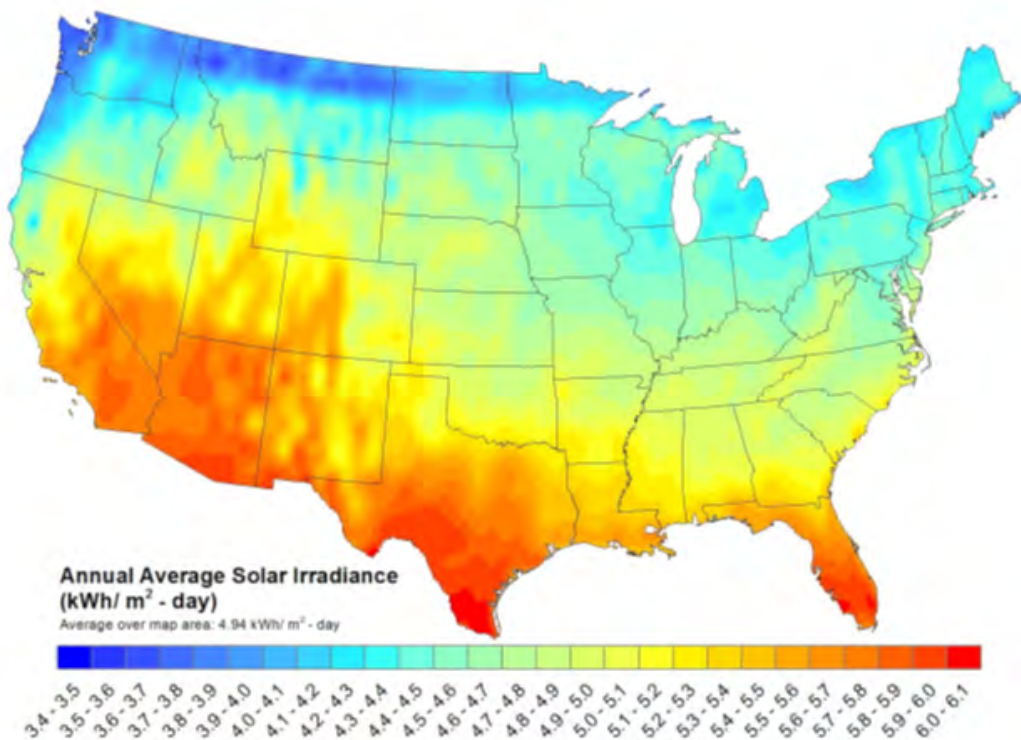 Annual Average Solar Irradiance
(kWh/ m² - day)
Average over map area: 4.94 kWh/ m² - day
3.4 - 3.5
3.5 - 3.6
3.6 - 3.7
3.7 - 3.8
3.8 - 3.9
3.9 - 4.0
4.0 - 4.1
4.1 - 4.2
4.2 - 4.3
4.3 - 4.4
4.4 - 4.5
4.5 - 4.6
4.6 - 4.7
4.7 - 4.8
4.8 - 4.9
4.9 - 5.0
5.0 - 5.1
5.1 - 5.2
5.2 - 5.3
5.3 - 5.4
5.4 - 5.5
5.5 - 5.6
5.6 - 5.7
5.7 - 5.8
5.8 - 5.9
5.9 - 6.0
6.0 - 6.1